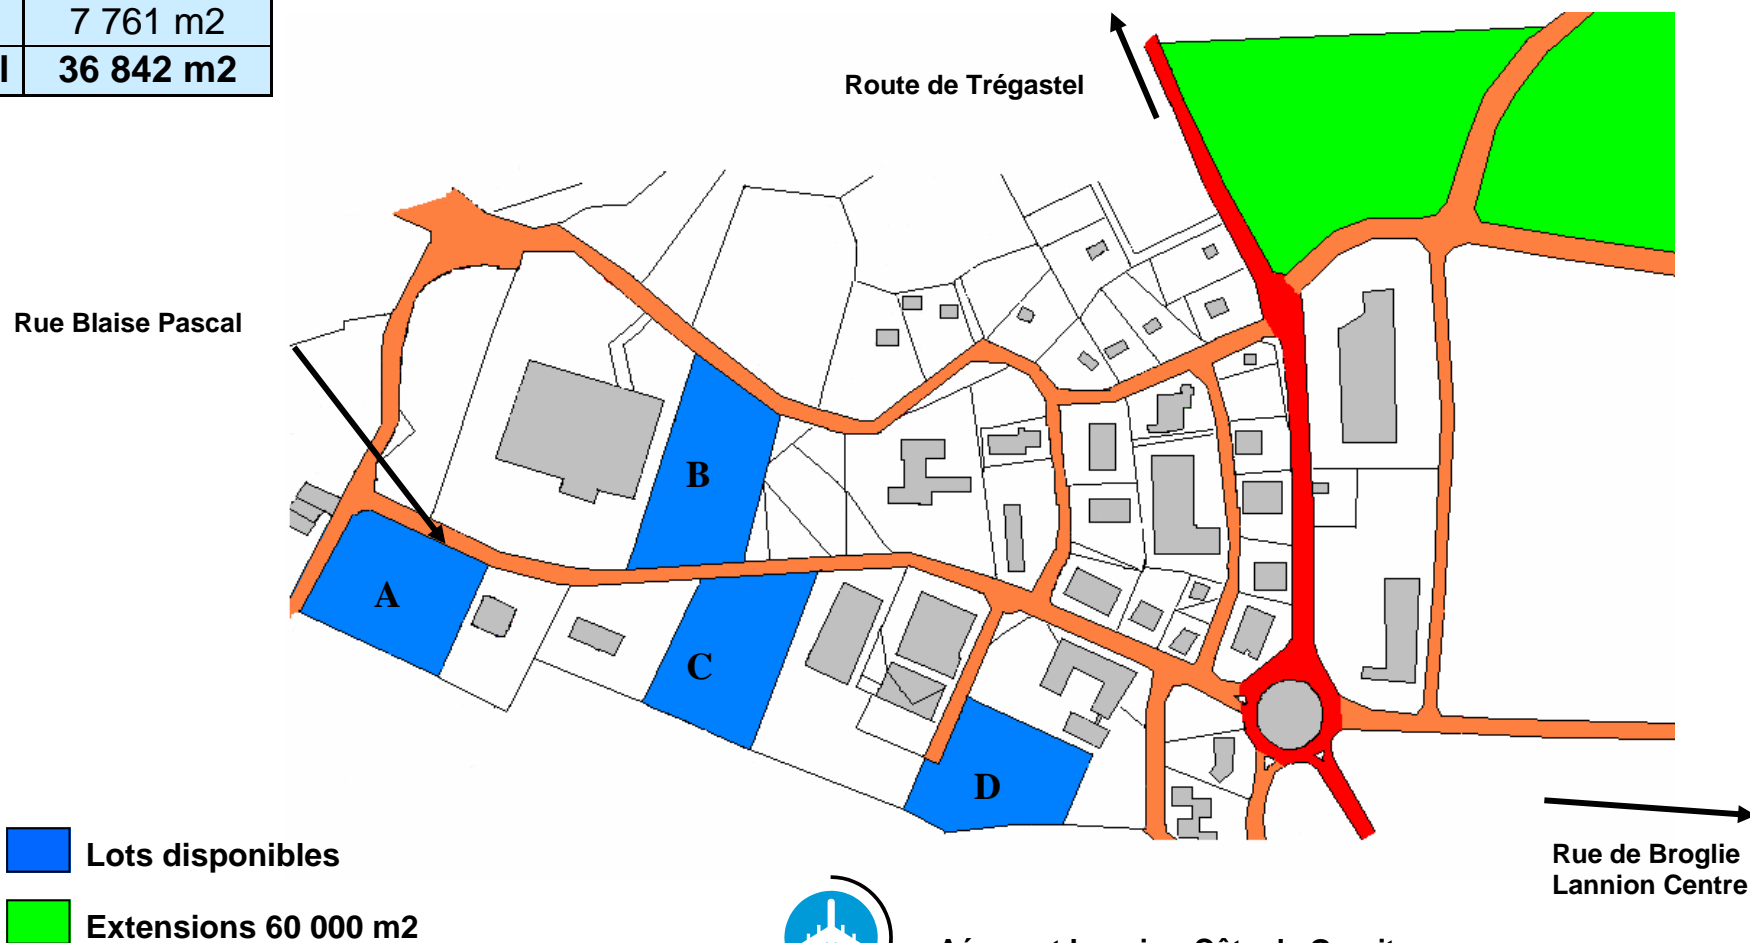 7 761 m2
l 36 842 m2
Route de Trégastel
Rue Blaise Pascal
B
A
C
D
Lots disponibles
Rue de Broglie
Lannion Centre
Extensions 60 000 m2